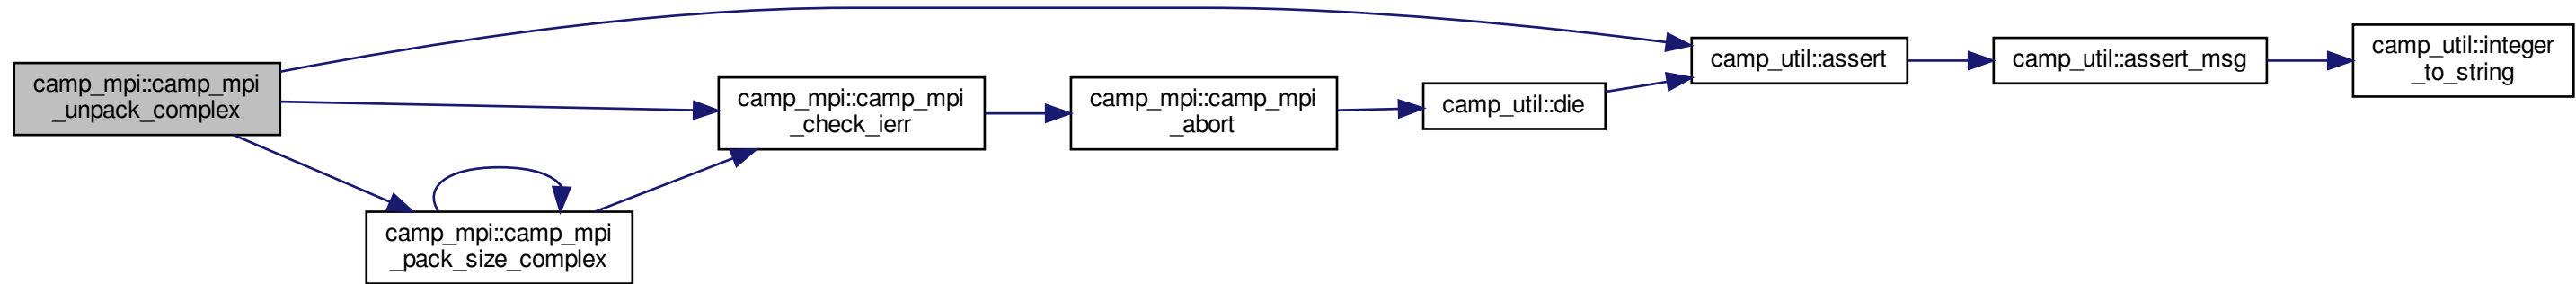 camp_mpi::camp_mpi
_unpack_complex
camp_mpi::camp_mpi
_check_ierr
camp_mpi::camp_mpi
_pack_size_complex
camp_mpi::camp_mpi
_abort
camp_util::die
camp_util::assert
camp_util::assert_msg
camp_util::integer
_to_string